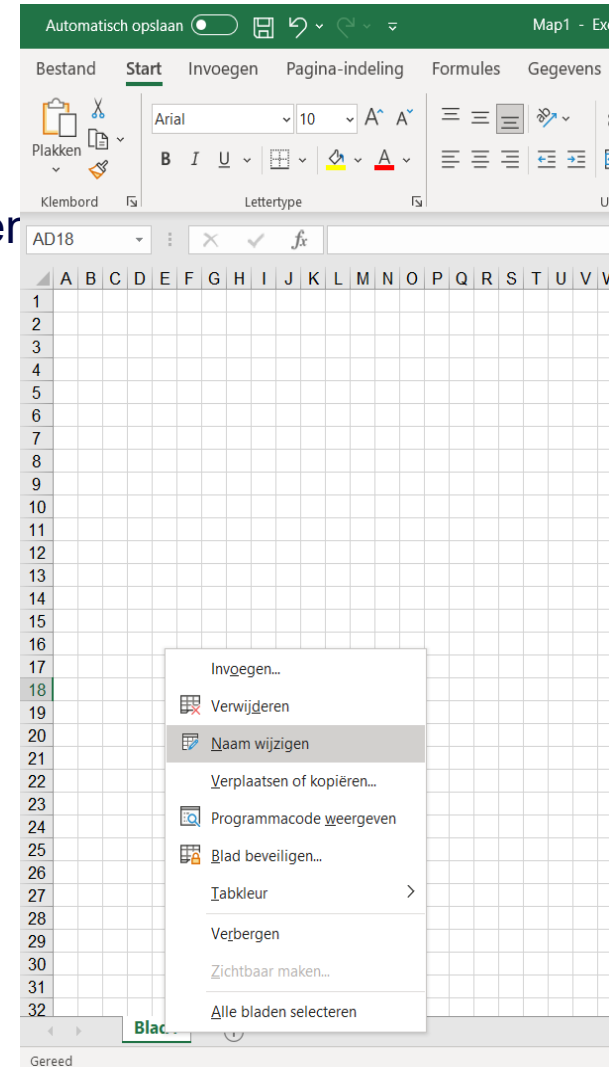 Automatisch opslaan Map1 - Exc
Bestand Start Invoegen Pagina-indeling Formules Gegevens
Plakken
Arial 10 A A
B I U A
Klembord Lettertype U
er
AD18 fx
A B C D E F G H I J K L M N O P Q R S T U V W
1
2
3
4
5
6
7
8
9
10
11
12
13
14
15
16
17
18
19
20
21
22
23
24
25
26
27
28
29
30
31
32
Invoegen...
Verwijderen
Naam wijzigen
Verplaatsen of kopiëren...
Programmacode weergeven
Blad beveiligen...
Tabkleur
Verbergen
Zichtbaar maken...
Alle bladen selecteren
Gereed